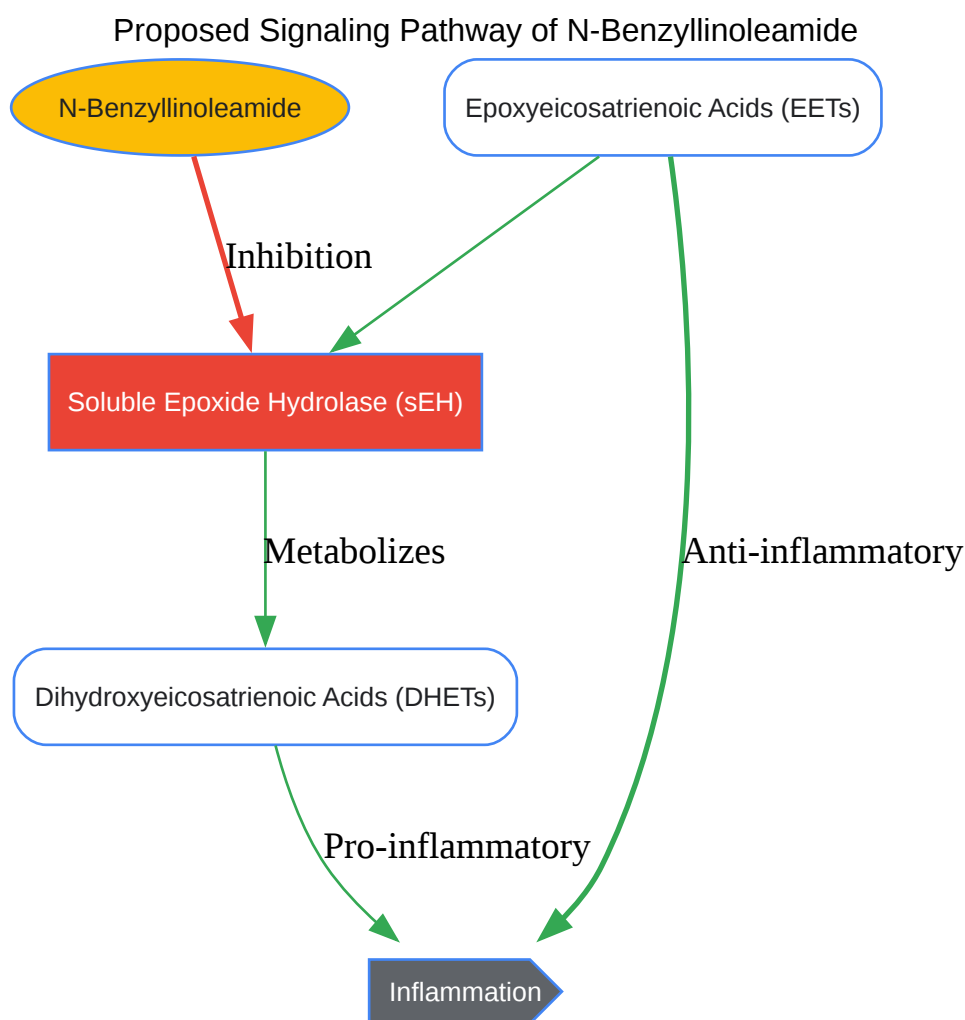 Proposed Signaling Pathway of N-Benzyllinoleamide
N-Benzyllinoleamide
Epoxyeicosatrienoic Acids (EETs)
Inhibition
Soluble Epoxide Hydrolase (sEH)
Metabolizes
Anti-inflammatory
Dihydroxyeicosatrienoic Acids (DHETs)
Pro-inflammatory
Inflammation